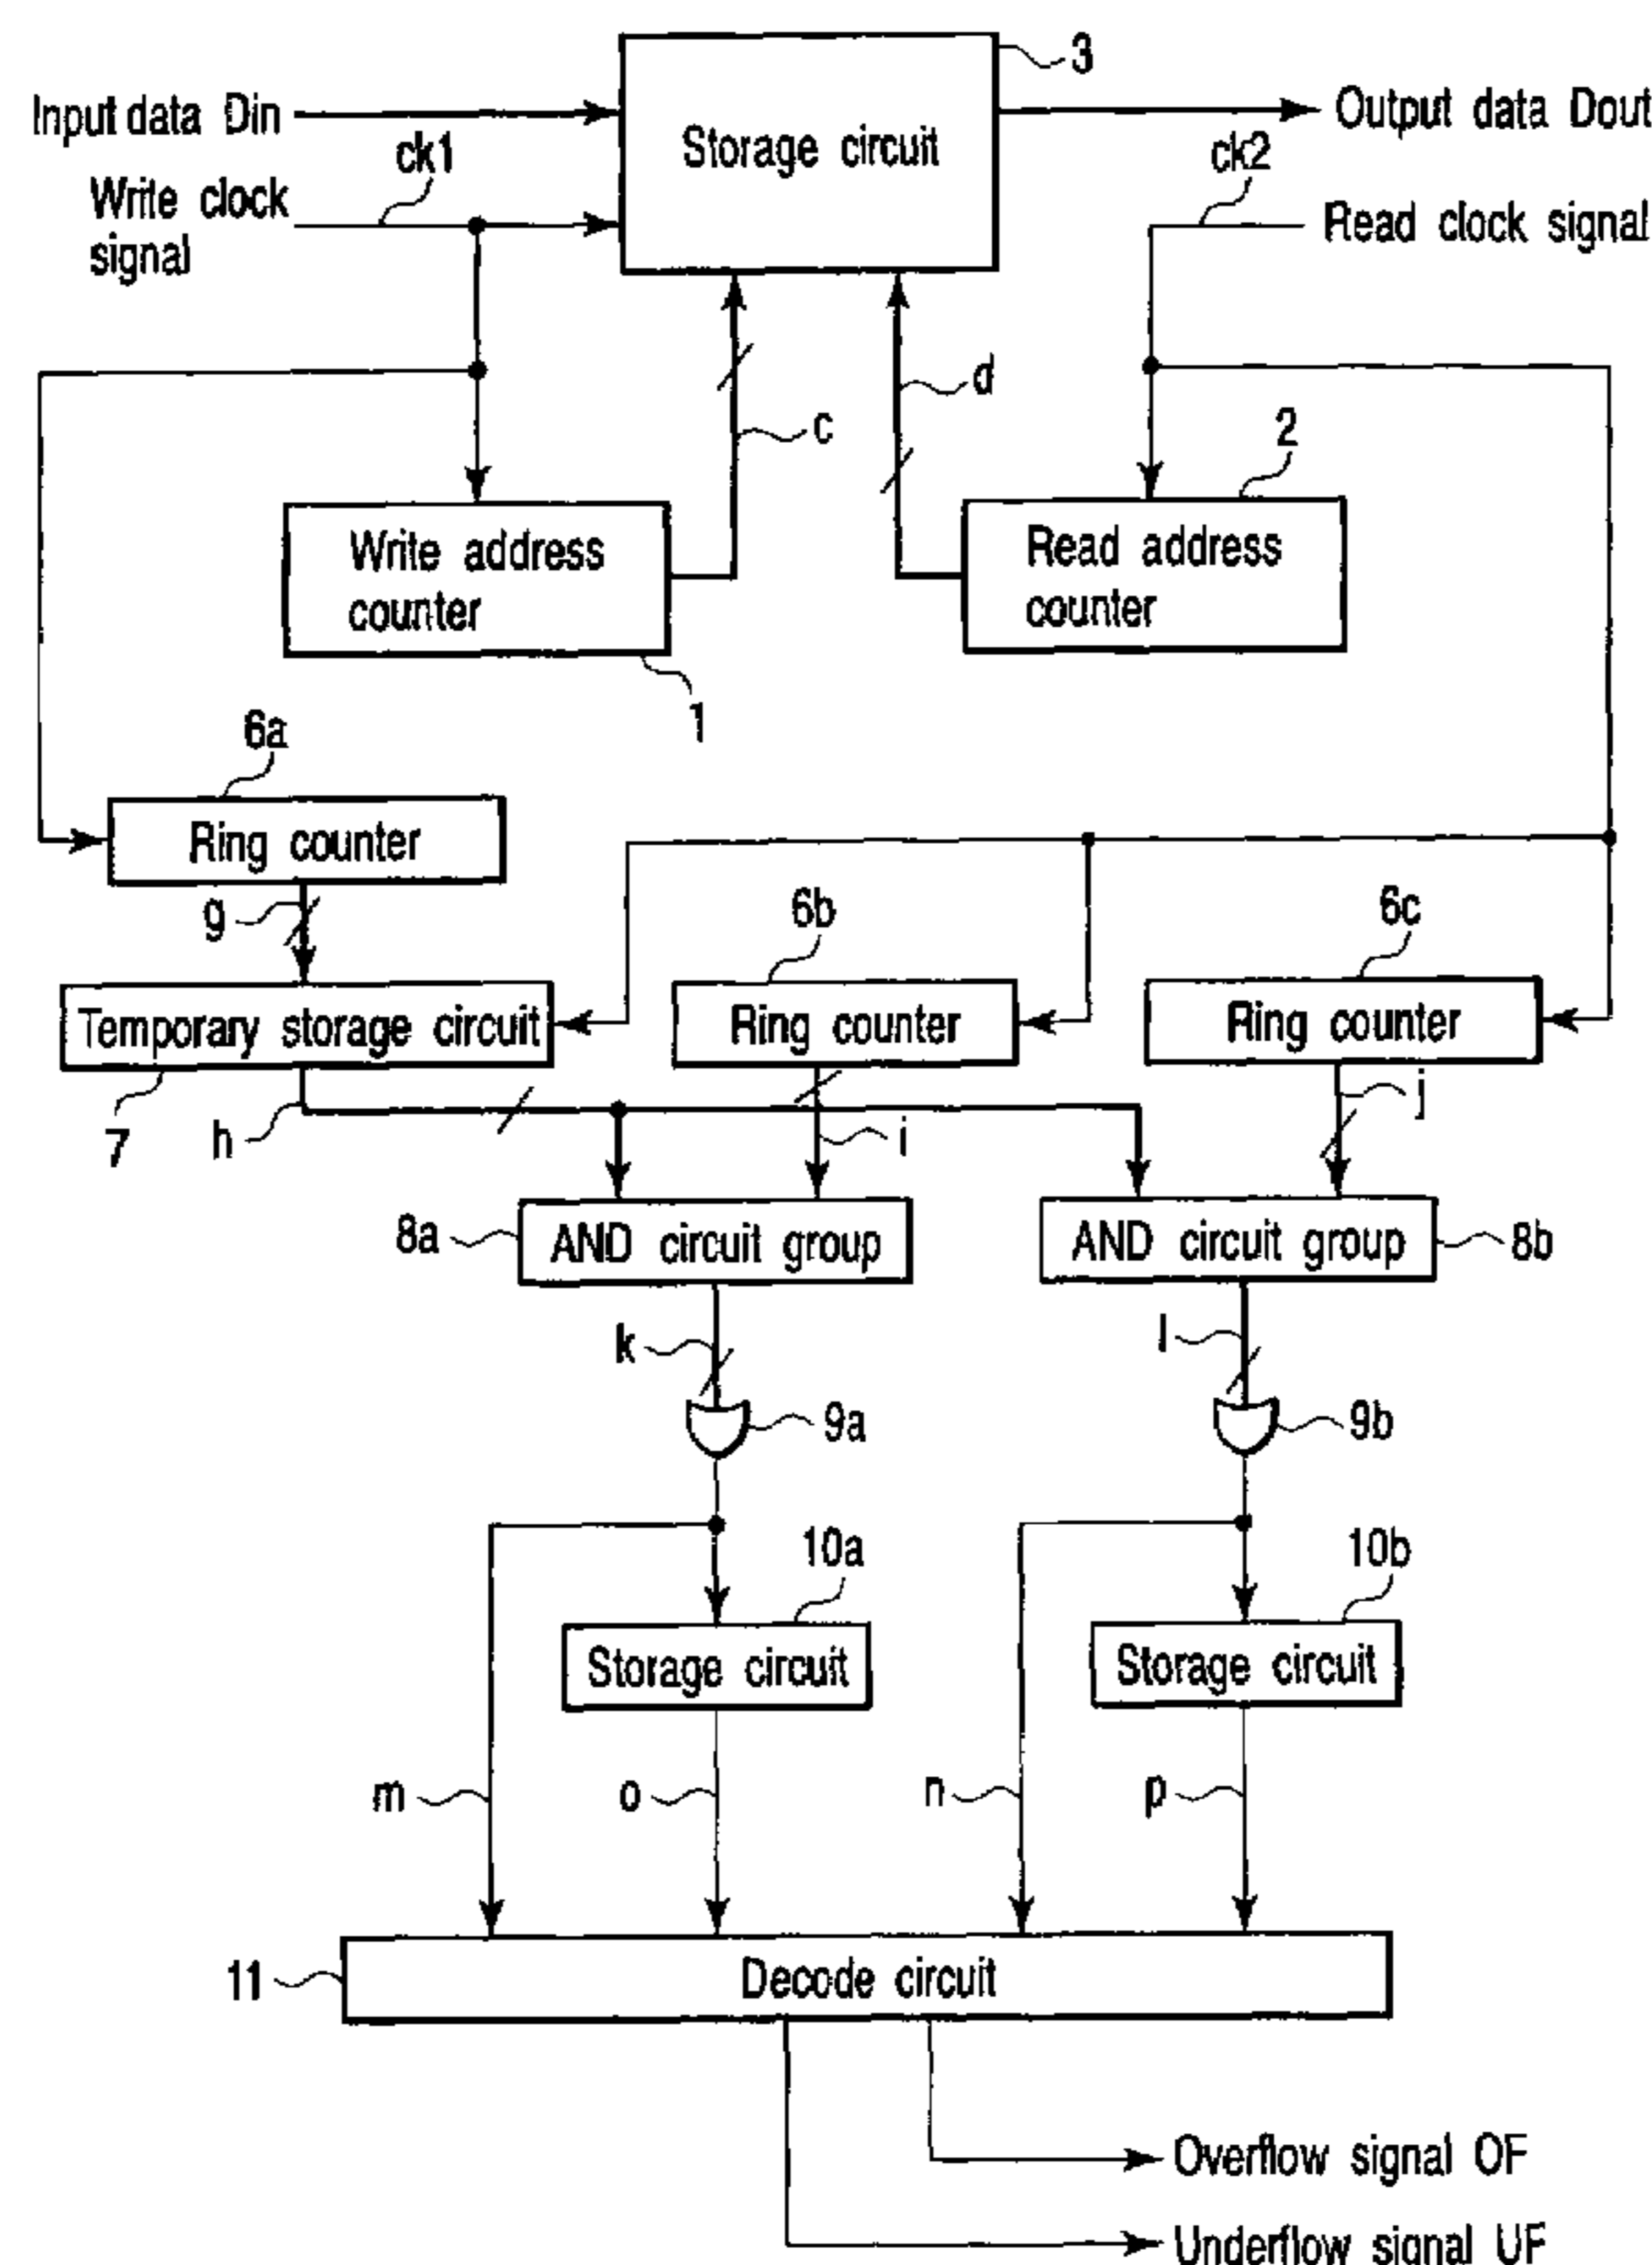 3
Input data Din
Storage circuit
Output data Dout
ck1
ck2
Write clock
signal
Read clock signal
d
c
2
Write address
counter
Read address
counter
1
6a
Ring counter
g
6b
6c
Temporary storage circuit
Ring counter
Ring counter
7
h
i
j
8a
AND circuit group
AND circuit group
8b
k
l
9a
9b
10a
10b
Storage circuit
Storage circuit
m
o
n
p
11
Decode circuit
Overflow signal OF
Underflow signal UF